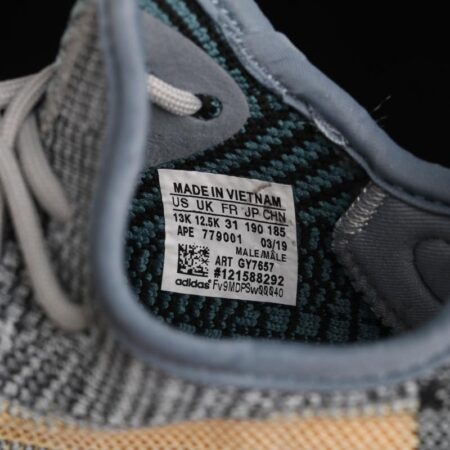 MADE IN VIETNAM
US UK FR JP CHN
13K 12.5K 31 190 185
APE 779001 03/19
MALE/MÂLE
ART GY7657
#121588292
adidas Fv9MDPSw00040